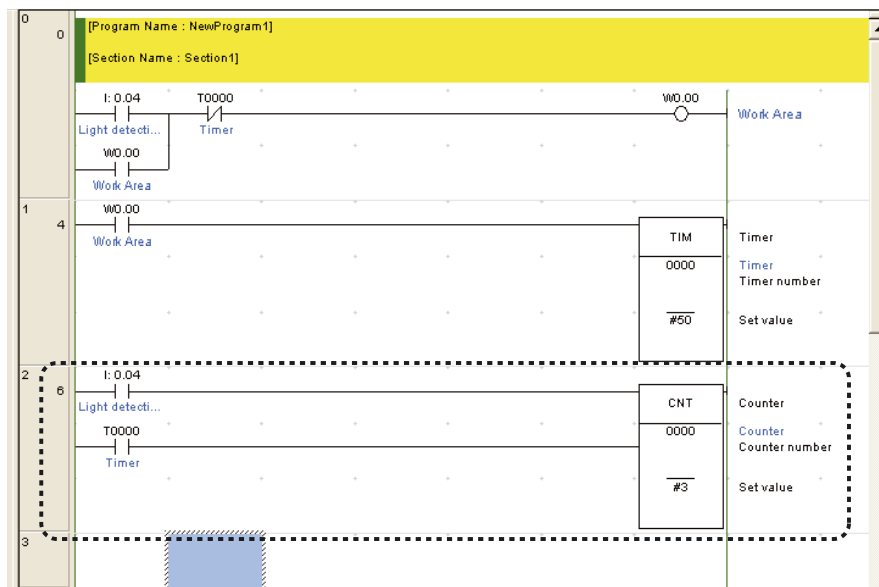 0
0
[Program Name : NewProgram1]
[Section Name : Section1]
I: 0.04
T0000
W0.00
Light detecti...
Timer
Work Area
W0.00
Work Area
1
4
W0.00
Work Area
TIM
Timer
0000
Timer
Timer number
#50
Set value
2
6
I: 0.04
Light detecti...
CNT
Counter
T0000
Timer
0000
Counter
Counter number
#3
Set value
3